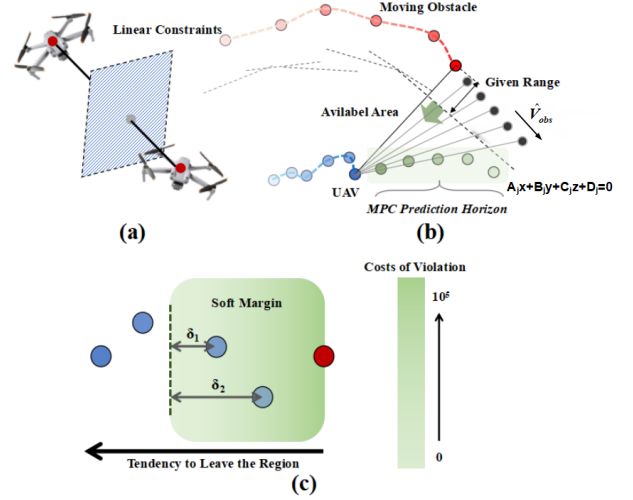 Linear Constraints
Moving Obstacle
Given Range
Avilabel Area
V̂obs
UAV
AjX+Bjy+Cjz+Dj=0
MPC Prediction Horizon
(a)
(b)
Costs of Violation
Soft Margin
10⁵
δ1
δ2
0
Tendency to Leave the Region
(c)